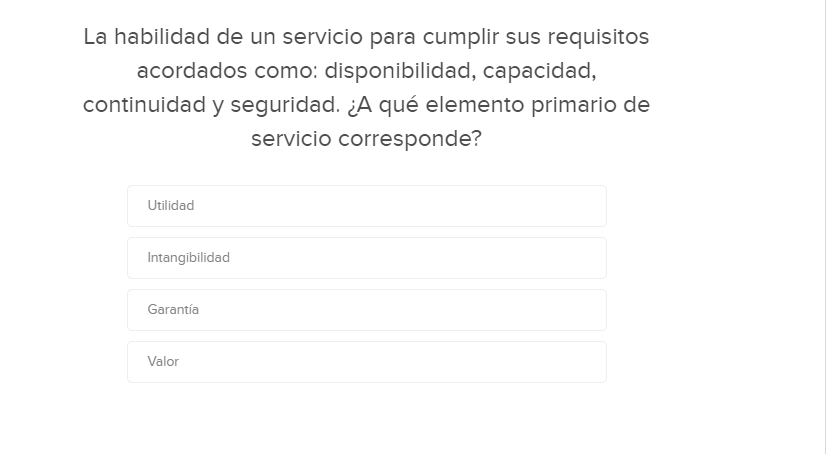 La habilidad de un servicio para cumplir sus requisitos
acordados como: disponibilidad, capacidad,
continuidad y seguridad. ¿A qué elemento primario de
servicio corresponde?
Utilidad
Intangibilidad
Garantía
Valor